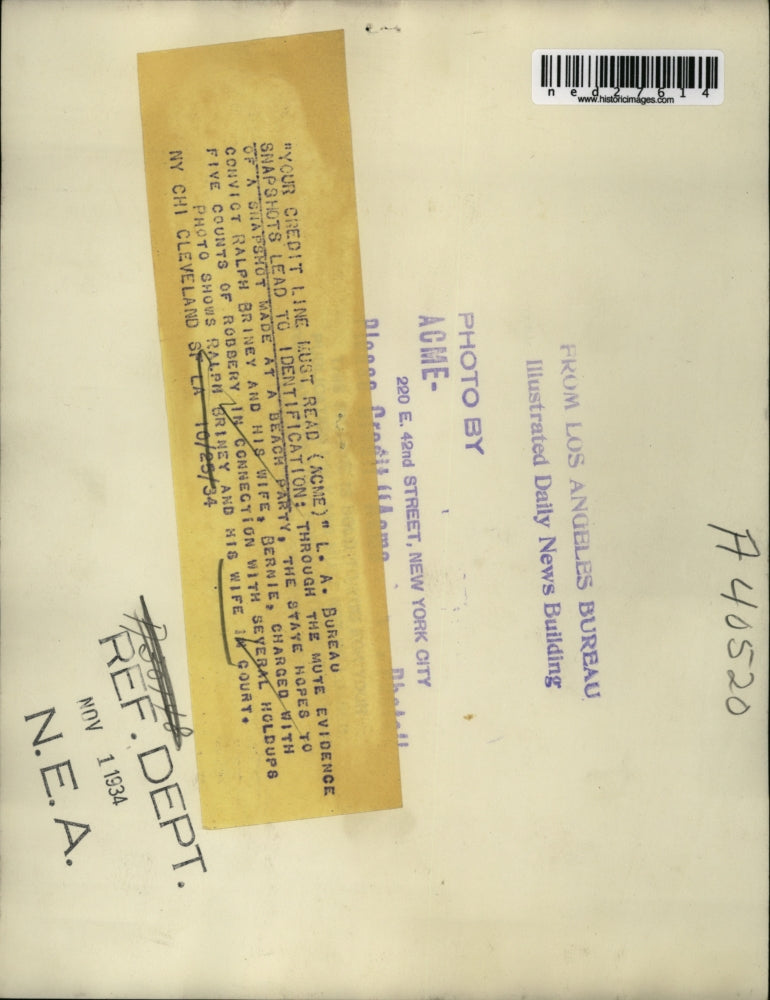 ned27614
www.historicimages.com
A40520
FROM LOS ANGELES BUREAU
Illustrated Daily News Building
PHOTO BY
ACME-
220 E. 42nd STREET, NEW YORK CITY
"YOUR CREDIT LINE MUST READ (ACME)" L. A. BUREAU
SNAPSHOTS LEAD TO IDENTIFICATION: THROUGH THE MUTE EVIDENCE
OF A SNAPSHOT MADE AT A BEACH PARTY, THE STATE HOPES TO
CONVICT RALPH BRINEY AND HIS WIFE, BERNIE, CHARGED WITH
FIVE COUNTS OF ROBBERY IN CONNECTION WITH SEVERAL HOLDUPS
PHOTO SHOWS RALPH BRINEY AND HIS WIFE IN COURT.
NY CHI CLEVELAND SF LA 10/25/34
REF. DEPT.
NOV 1 1934
N.E.A.